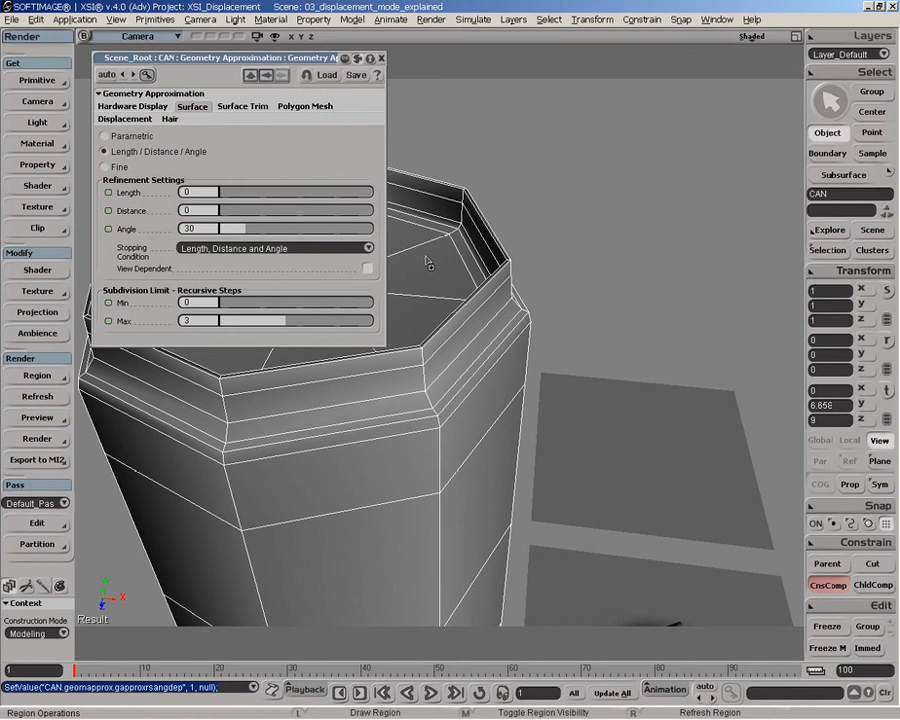 SOFTIMAGE® | XSI® v.4.0 (Adv) Project: XSI_Displacement    Scene: 03_displacement_mode_explained
File Application View Primitives Camera Light Material Property Model Animate Render Simulate Layers Select Transform Constrain Snap Window Help
Render
B Camera X Y Z Shaded
Layers
Layer_Default
Get
Primitive
Camera
Light
Material
Property
Shader
Texture
Clip
Modify
Shader
Texture
Projection
Ambience
Render
Region
Refresh
Preview
Render
Export to MI2
Pass
Default_Pas
Edit
Partition
Context
Construction Mode
Modeling
Scene_Root : CAN : Geometry Approximation : Geometry Ap
auto Load Save ?
Geometry Approximation
Hardware Display Surface Surface Trim Polygon Mesh
Displacement Hair
Parametric
Length / Distance / Angle
Fine
Refinement Settings
Length 0
Distance 0
Angle 30
Stopping
Condition
Length, Distance and Angle
View Dependent
Subdivision Limit - Recursive Steps
Min 0
Max 3
Y
X
Z
Result
Select
Group
Center
Object Point
Boundary Sample
Subsurface
CAN
Explore Scene
Selection Clusters
Transform
1 x S
1 y
1 z
0 x r
0 y
0 z
0 x t
6.658 y
9 z
Global Local View
Par Ref Plane
COG Prop Sym
Snap
ON
Constrain
Parent Cut
CnsComp ChldComp
Edit
Freeze Group
Freeze M Immed
1 10 20 30 40 50 60 70 80 90 100
SetValue("CAN.geomapprox.gapproxrsangdep", 1, null);
Playback 1 All Update All Animation auto Clr
Region Operations L Draw Region M Toggle Region Visibility R Refresh Region